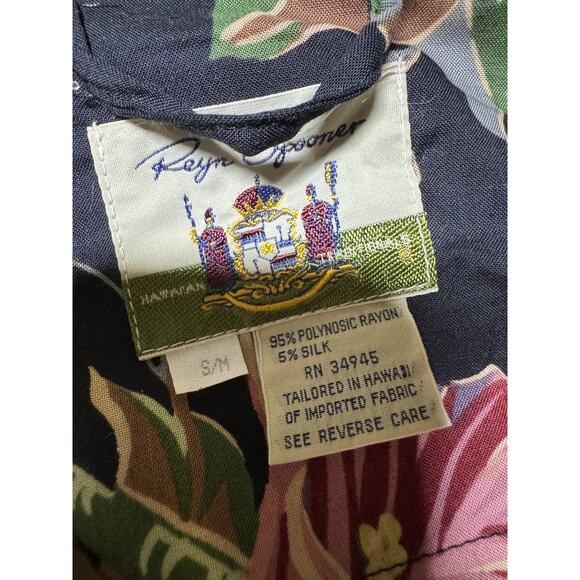 Reyn Spooner
HAWAIIAN TRADITIONALS
S/M
95% POLYNOSIC RAYON
5% SILK
RN 34945
TAILORED IN HAWAII
OF IMPORTED FABRIC
SEE REVERSE CARE